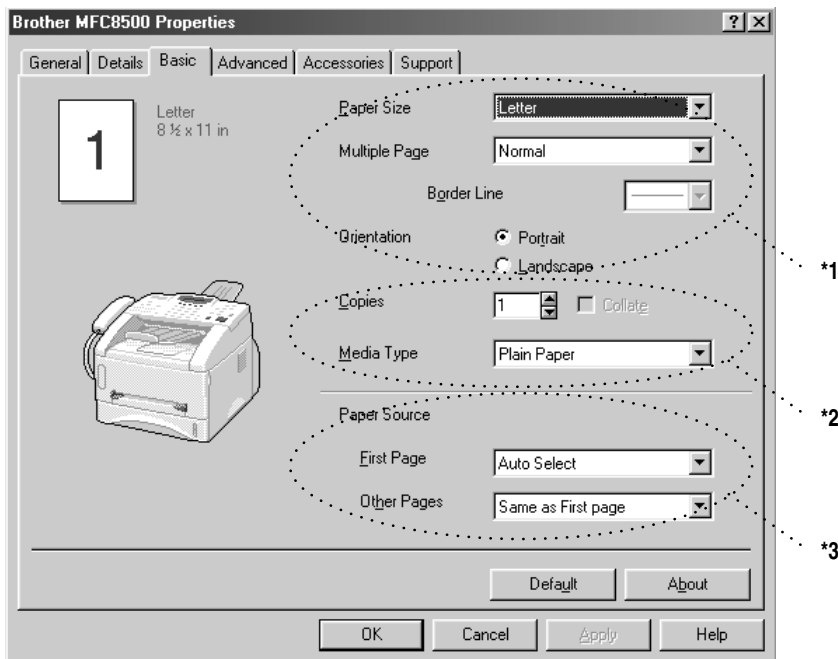 Brother MFC8500 Properties
General Details Basic Advanced Accessories Support
1
Letter
8 ½ x 11 in
Paper Size Letter
Multiple Page Normal
Border Line
Orientation Portrait
Landscape
*1
Copies 1 Collate
Media Type Plain Paper
*2
Paper Source
First Page Auto Select
Other Pages Same as First page
*3
Default About
OK Cancel Apply Help